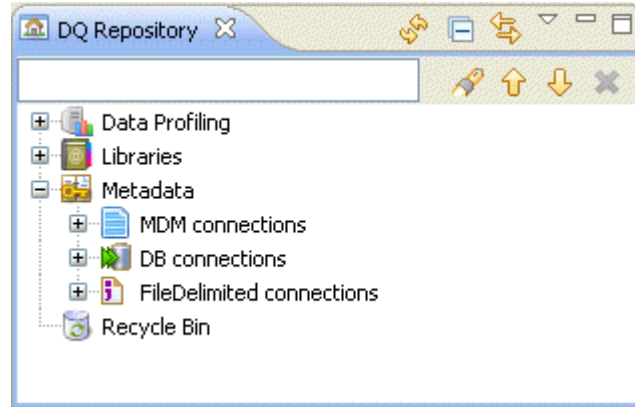 DQ Repository
Data Profiling
Libraries
Metadata
MDM connections
DB connections
FileDelimited connections
Recycle Bin